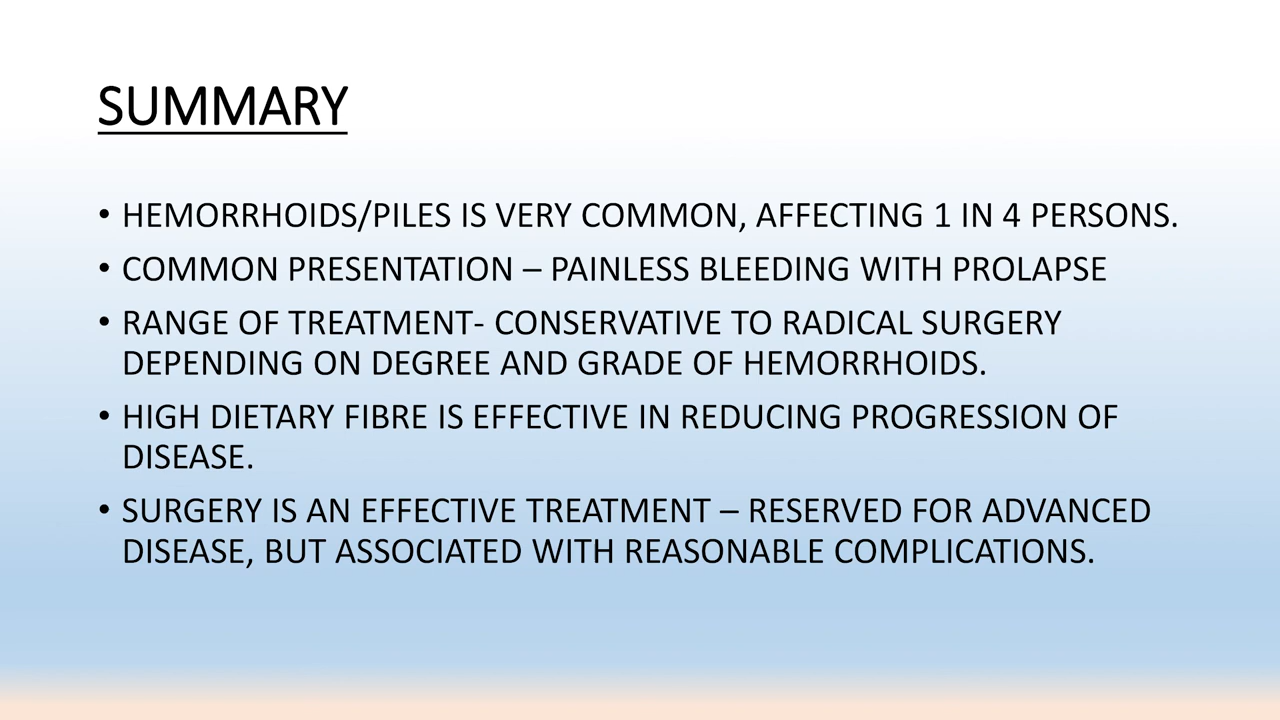 SUMMARY
• HEMORRHOIDS/PILES IS VERY COMMON, AFFECTING 1 IN 4 PERSONS.
• COMMON PRESENTATION – PAINLESS BLEEDING WITH PROLAPSE
• RANGE OF TREATMENT- CONSERVATIVE TO RADICAL SURGERY
DEPENDING ON DEGREE AND GRADE OF HEMORRHOIDS.
• HIGH DIETARY FIBRE IS EFFECTIVE IN REDUCING PROGRESSION OF
DISEASE.
• SURGERY IS AN EFFECTIVE TREATMENT – RESERVED FOR ADVANCED
DISEASE, BUT ASSOCIATED WITH REASONABLE COMPLICATIONS.